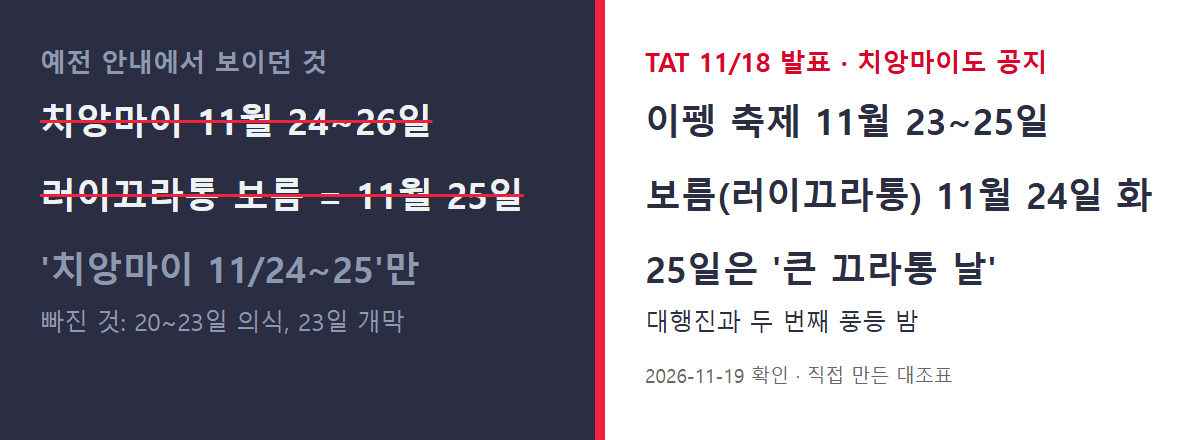 예전 안내에서 보이던 것
치앙마이 11월 24~26일
러이끄라통 보름 = 11월 25일
'치앙마이 11/24~25'만
빠진 것: 20~23일 의식, 23일 개막
TAT 11/18 발표 · 치앙마이도 공지
이펭 축제 11월 23~25일
보름(러이끄라통) 11월 24일 화
25일은 '큰 끄라통 날'
대행진과 두 번째 풍등 밤
2026-11-19 확인 · 직접 만든 대조표